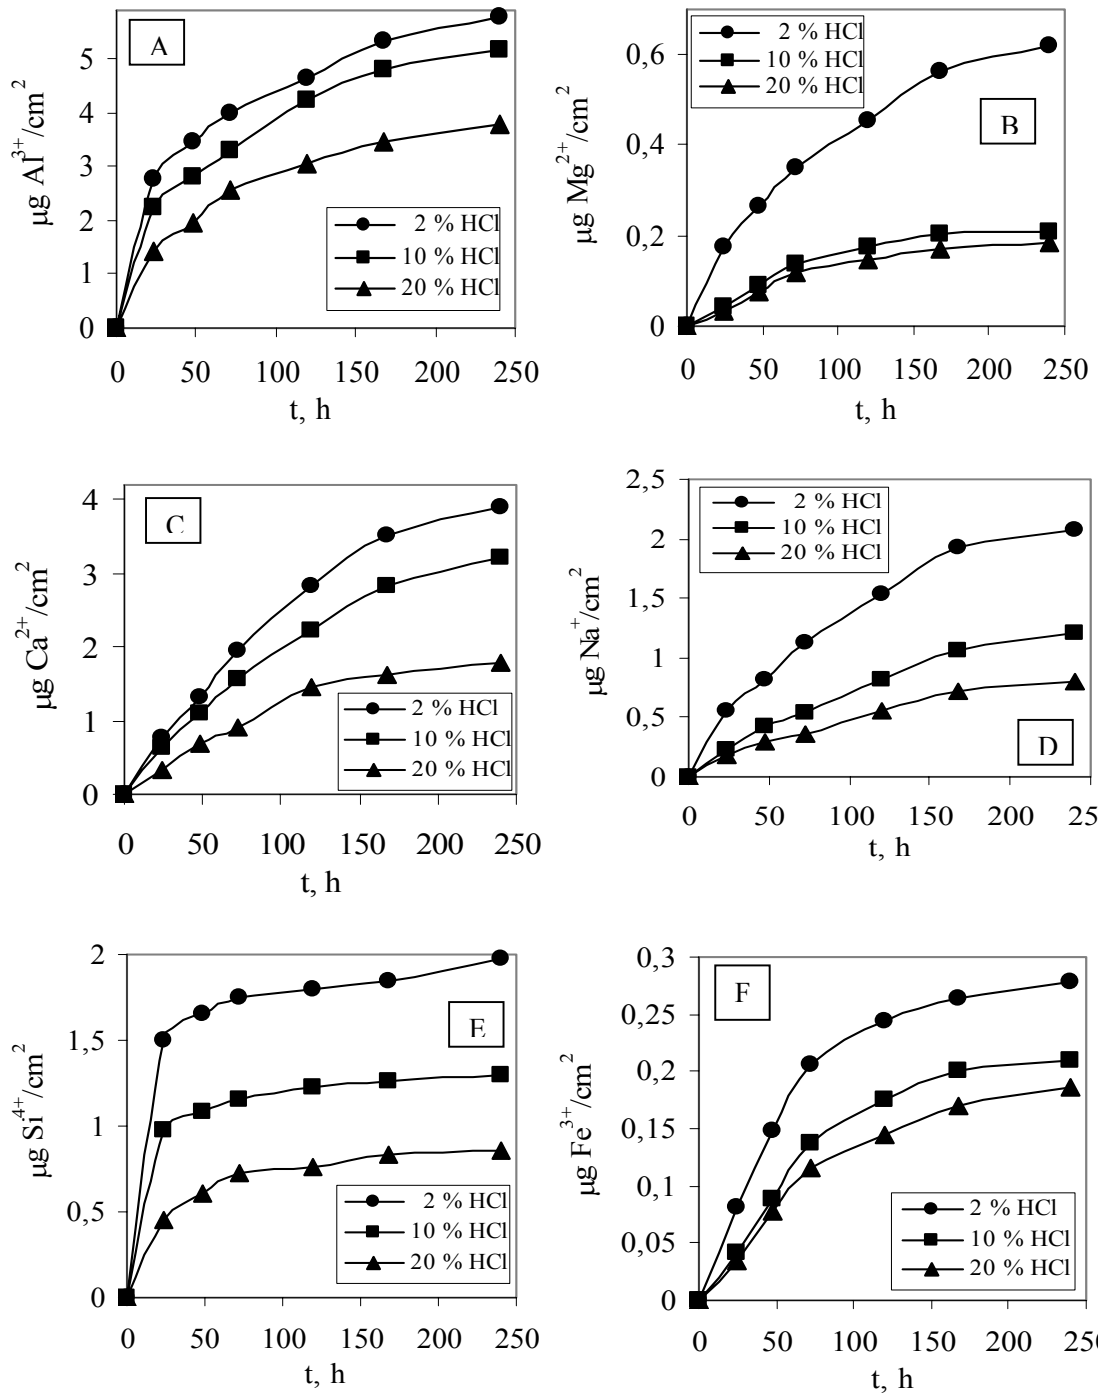 A
5
4
3
2
1
0
0 50 100 150 200 250
t, h
µg Al³⁺/cm²
2 % HCl
10 % HCl
20 % HCl
B
2 % HCl
10 % HCl
20 % HCl
0,6
0,4
0,2
0
0 50 100 150 200 250
t, h
µg Mg²⁺/cm²
C
4
3
2
1
0
0 50 100 150 200 250
t, h
µg Ca²⁺/cm²
2 % HCl
10 % HCl
20 % HCl
2,5
2
1,5
1
0,5
0
0 50 100 150 200 25
t, h
µg Na⁺/cm²
2 % HCl
10 % HCl
20 % HCl
D
2
1,5
1
0,5
0
0 50 100 150 200 250
t, h
µg Si⁴⁺/cm²
E
2 % HCl
10 % HCl
20 % HCl
0,3
0,25
0,2
0,15
0,1
0,05
0
0 50 100 150 200 250
t, h
µg Fe³⁺/cm²
F
2 % HCl
10 % HCl
20 % HCl